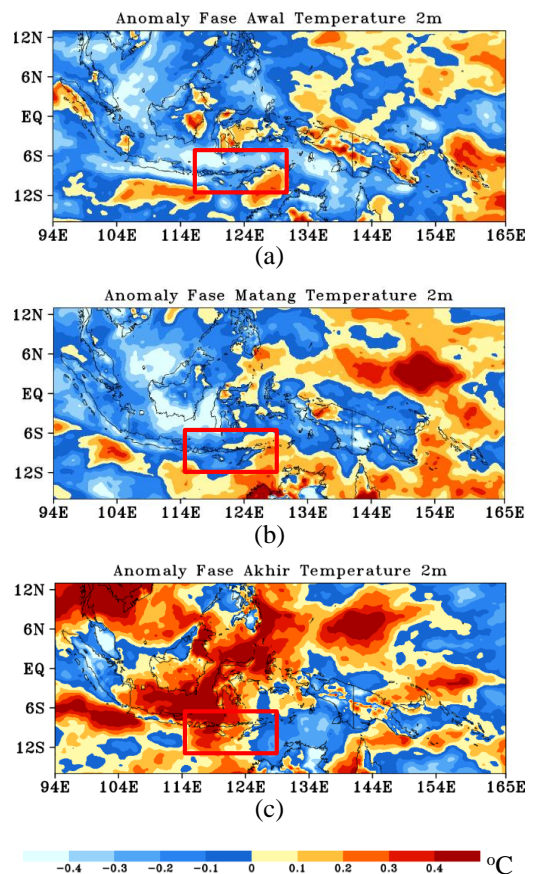 Anomaly Fase Awal Temperature 2m
12N
6N
EQ
6S
12S
94E 104E 114E 124E 134E 144E 154E 165E
(a)
Anomaly Fase Matang Temperature 2m
12N
6N
EQ
6S
12S
94E 104E 114E 124E 134E 144E 154E 165E
(b)
Anomaly Fase Akhir Temperature 2m
12N
6N
EQ
6S
12S
94E 104E 114E 124E 134E 144E 154E 165E
(c)
-0.4 -0.3 -0.2 -0.1 0 0.1 0.2 0.3 0.4 °C